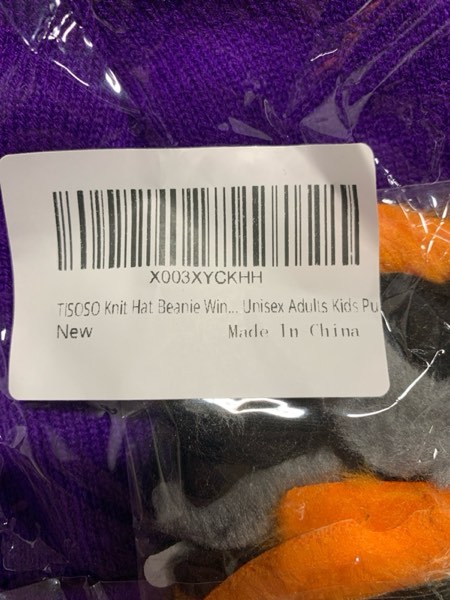 X003XYCKHH
TISOSO Knit Hat Beanie Win... Unisex Adults Kids Pu
New
Made In China